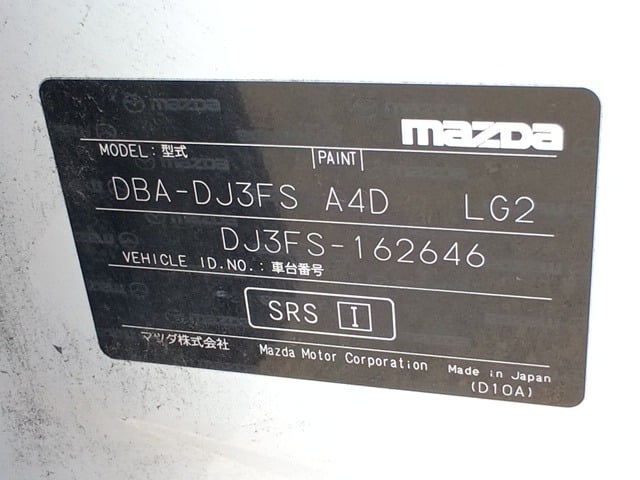 mazda
mazda
MODEL:型式 PAINT
DBA-DJ3FS A4D LG2
DJ3FS-162646
VEHICLE ID.NO.:車台番号
SRS I
マツダ株式会社 Mazda Motor Corporation Made in Japan
(D10A)